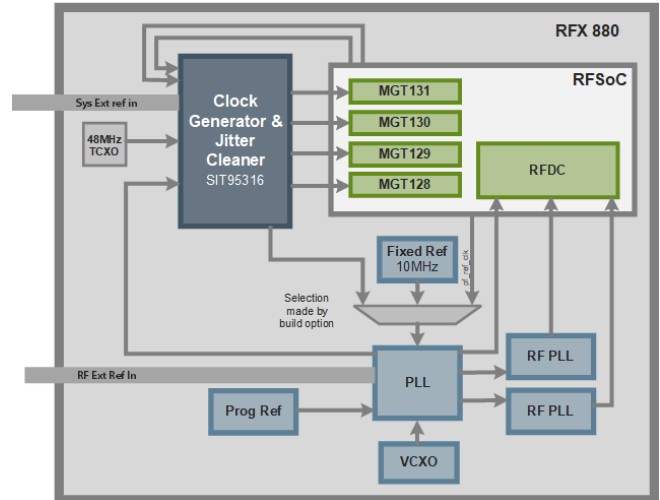 RFX 880
RFSoC
Clock
Generator &
Jitter
Cleaner
SIT95316
MGT131
MGT130
MGT129
MGT128
RFDC
Sys Ext ref in
48MHz
TCXO
Fixed Ref
10MHz
pl_ref_clk
Selection
made by
build option
RF Ext Ref In
PLL
RF PLL
RF PLL
Prog Ref
VCXO